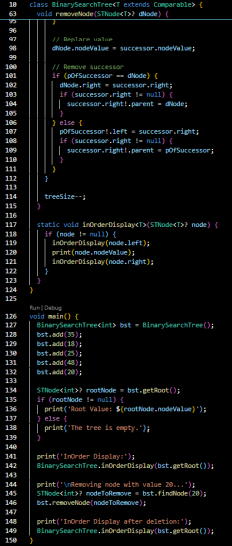 10 class BinarySearchTree<T extends Comparable> {
63 void removeNode(STNode<T>? dNode) {
95 }
96
97 // Replace value
98 dNode.nodeValue = successor.nodeValue;
99
100 // Remove successor
101 if (pOfSuccessor == dNode) {
102 dNode.right = successor.right;
103 if (successor.right != null) {
104 successor.right!.parent = dNode;
105 }
106 } else {
107 pOfSuccessor!.left = successor.right;
108 if (successor.right != null) {
109 successor.right!.parent = pOfSuccessor;
110 }
111 }
112 }
113
114 treeSize--;
115 }
116
117 static void inOrderDisplay<T>(STNode<T>? node) {
118 if (node != null) {
119 inOrderDisplay(node.left);
120 print(node.nodeValue);
121 inOrderDisplay(node.right);
122 }
123 }
124 }
125
Run | Debug
126 void main() {
127 BinarySearchTree<int> bst = BinarySearchTree();
128 bst.add(35);
129 bst.add(18);
130 bst.add(25);
131 bst.add(48);
132 bst.add(20);
133
134 STNode<int>? rootNode = bst.getRoot();
135 if (rootNode != null) {
136 print('Root Value: ${rootNode.nodeValue}');
137 } else {
138 print('The tree is empty.');
139 }
140
141 print('InOrder Display:');
142 BinarySearchTree.inOrderDisplay(bst.getRoot());
143
144 print('\nRemoving node with value 20...');
145 STNode<int>? nodeToRemove = bst.findNode(20);
146 bst.removeNode(nodeToRemove);
147
148 print('InOrder Display after deletion:');
149 BinarySearchTree.inOrderDisplay(bst.getRoot());
150 }